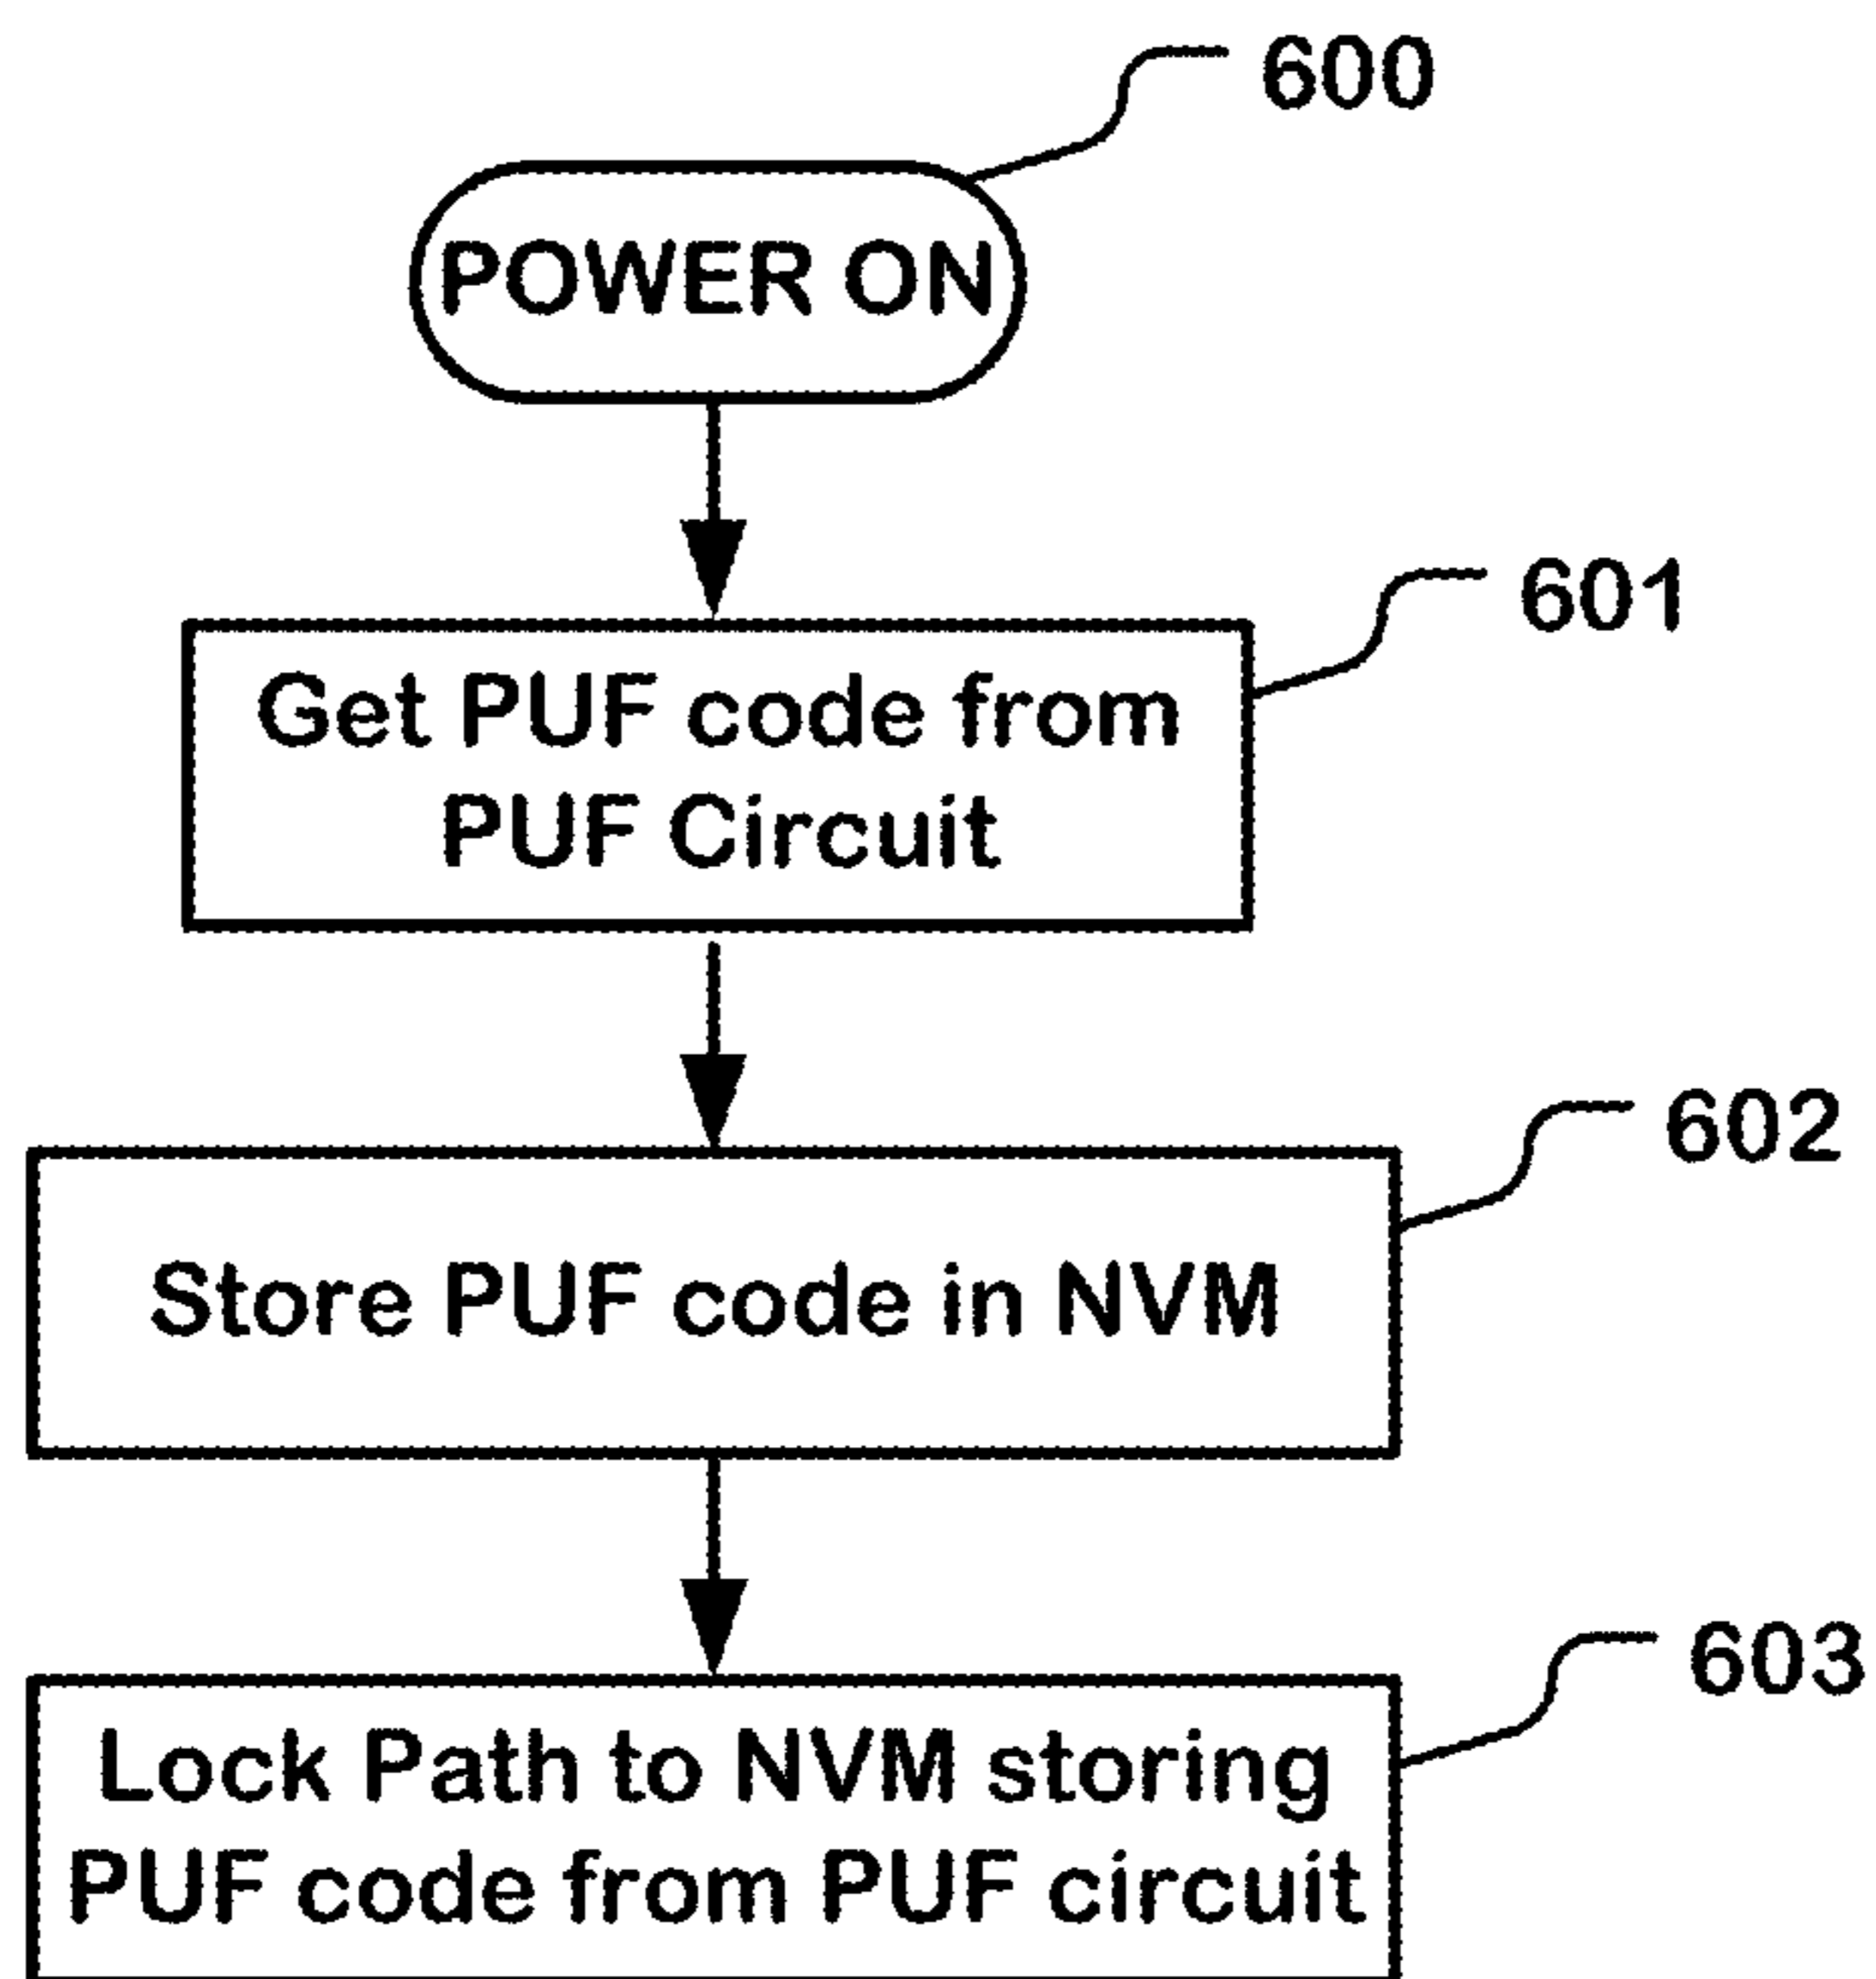 600
POWER ON
601
Get PUF code from
PUF Circuit
602
Store PUF code in NVM
603
Lock Path to NVM storing
PUF code from PUF circuit